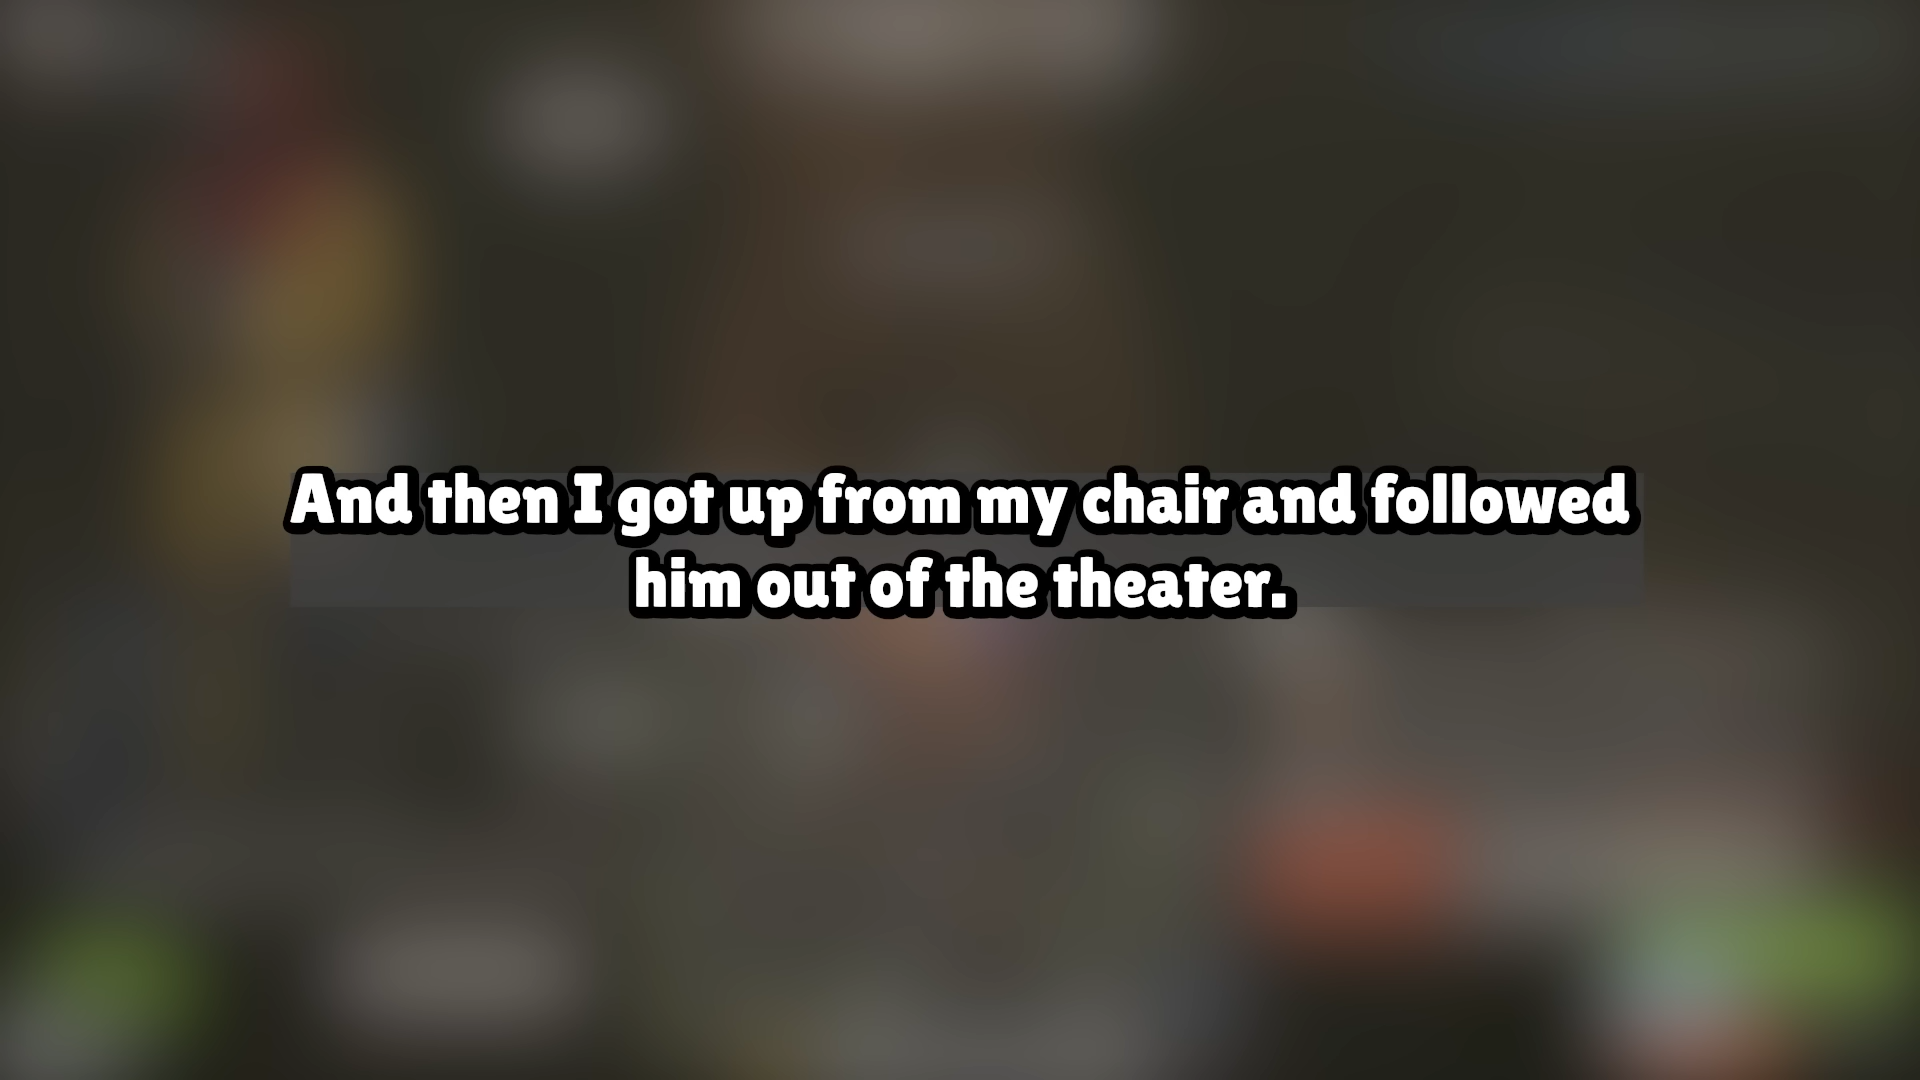 And then I got up from my chair and followed
him out of the theater.